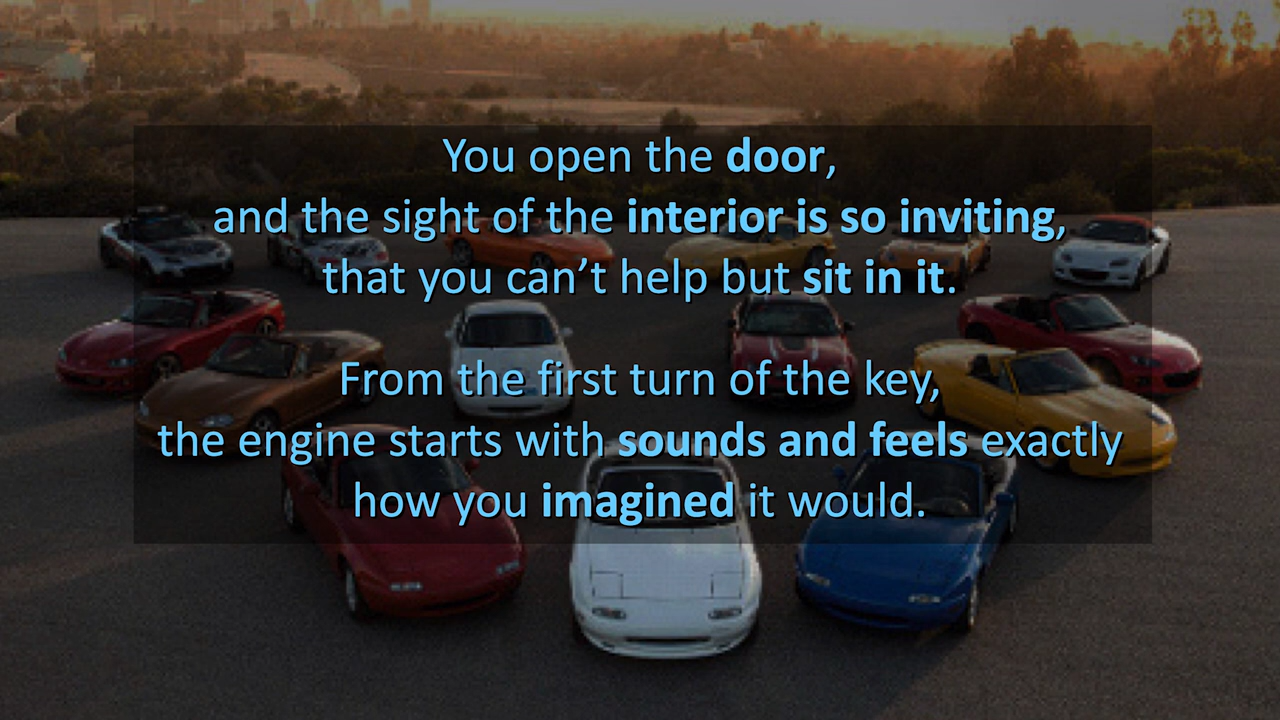 You open the door,
and the sight of the interior is so inviting,
that you can’t help but sit in it.
From the first turn of the key,
the engine starts with sounds and feels exactly
how you imagined it would.